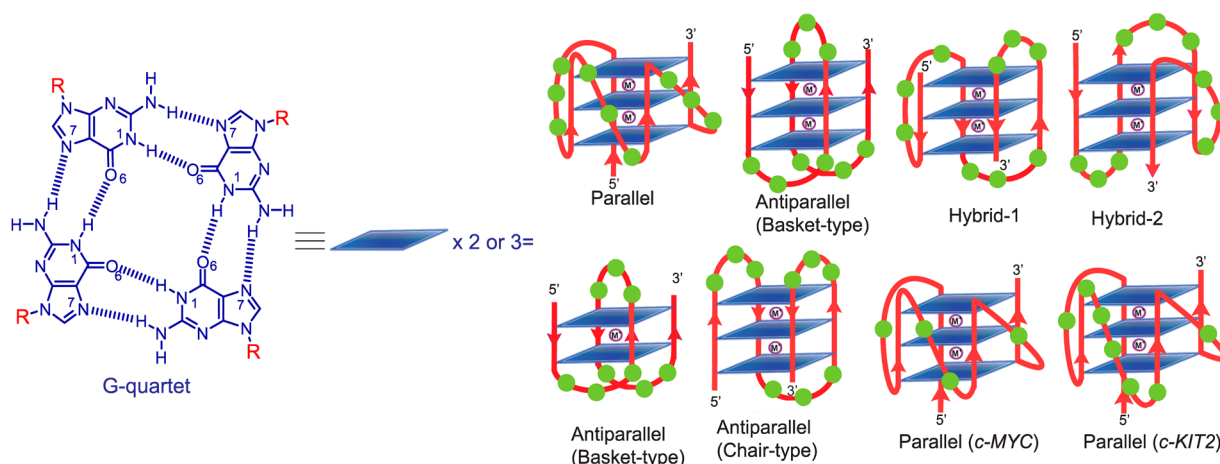 H
R
N N N H
N
R
7
N
1
N H
7
N
O
6
O
6
N
N
H
1
N
H
N H
H
H
H N
H
N
1
N
O
6
O
6
H
N
1
N
H
7
N
N
R
N
7
N
H N
H
N
N
R
G-quartet
x 2 or 3=
5'
3'
M+
M+
Parallel
5'
3'
M+
M+
Antiparallel
(Basket-type)
5'
M+
M+
3'
Hybrid-1
5'
M+
M+
3'
Hybrid-2
5'
3'
M+
Antiparallel
(Basket-type)
3'
M+
M+
5'
Antiparallel
(Chair-type)
3'
M+
M+
5'
Parallel (c-MYC)
3'
M+
M+
5'
Parallel (c-KIT2)